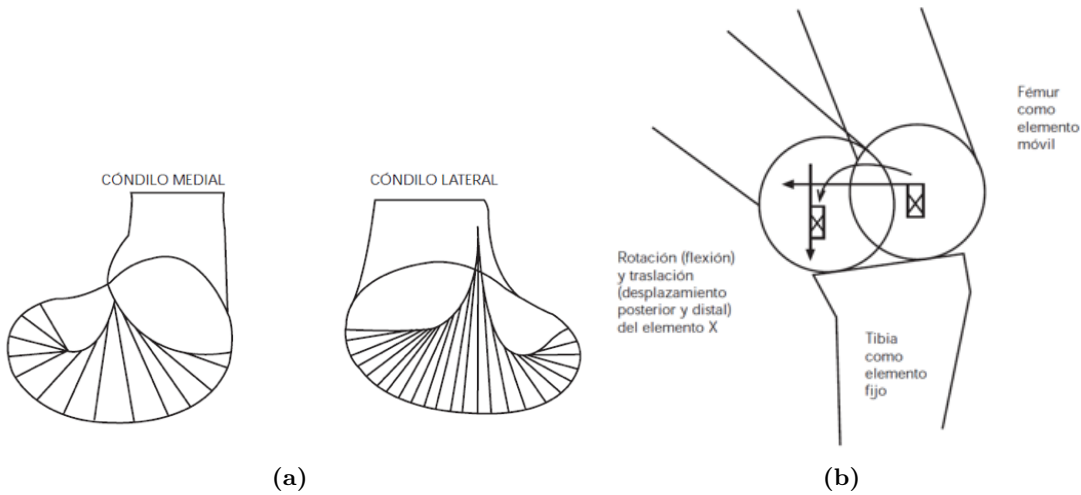 CÓNDILO MEDIAL
CÓNDILO LATERAL
Fémur
como
elemento
móvil
Rotación (flexión)
y traslación
(desplazamiento
posterior y distal)
del elemento X
Tibia
como
elemento
fijo
(a)
(b)